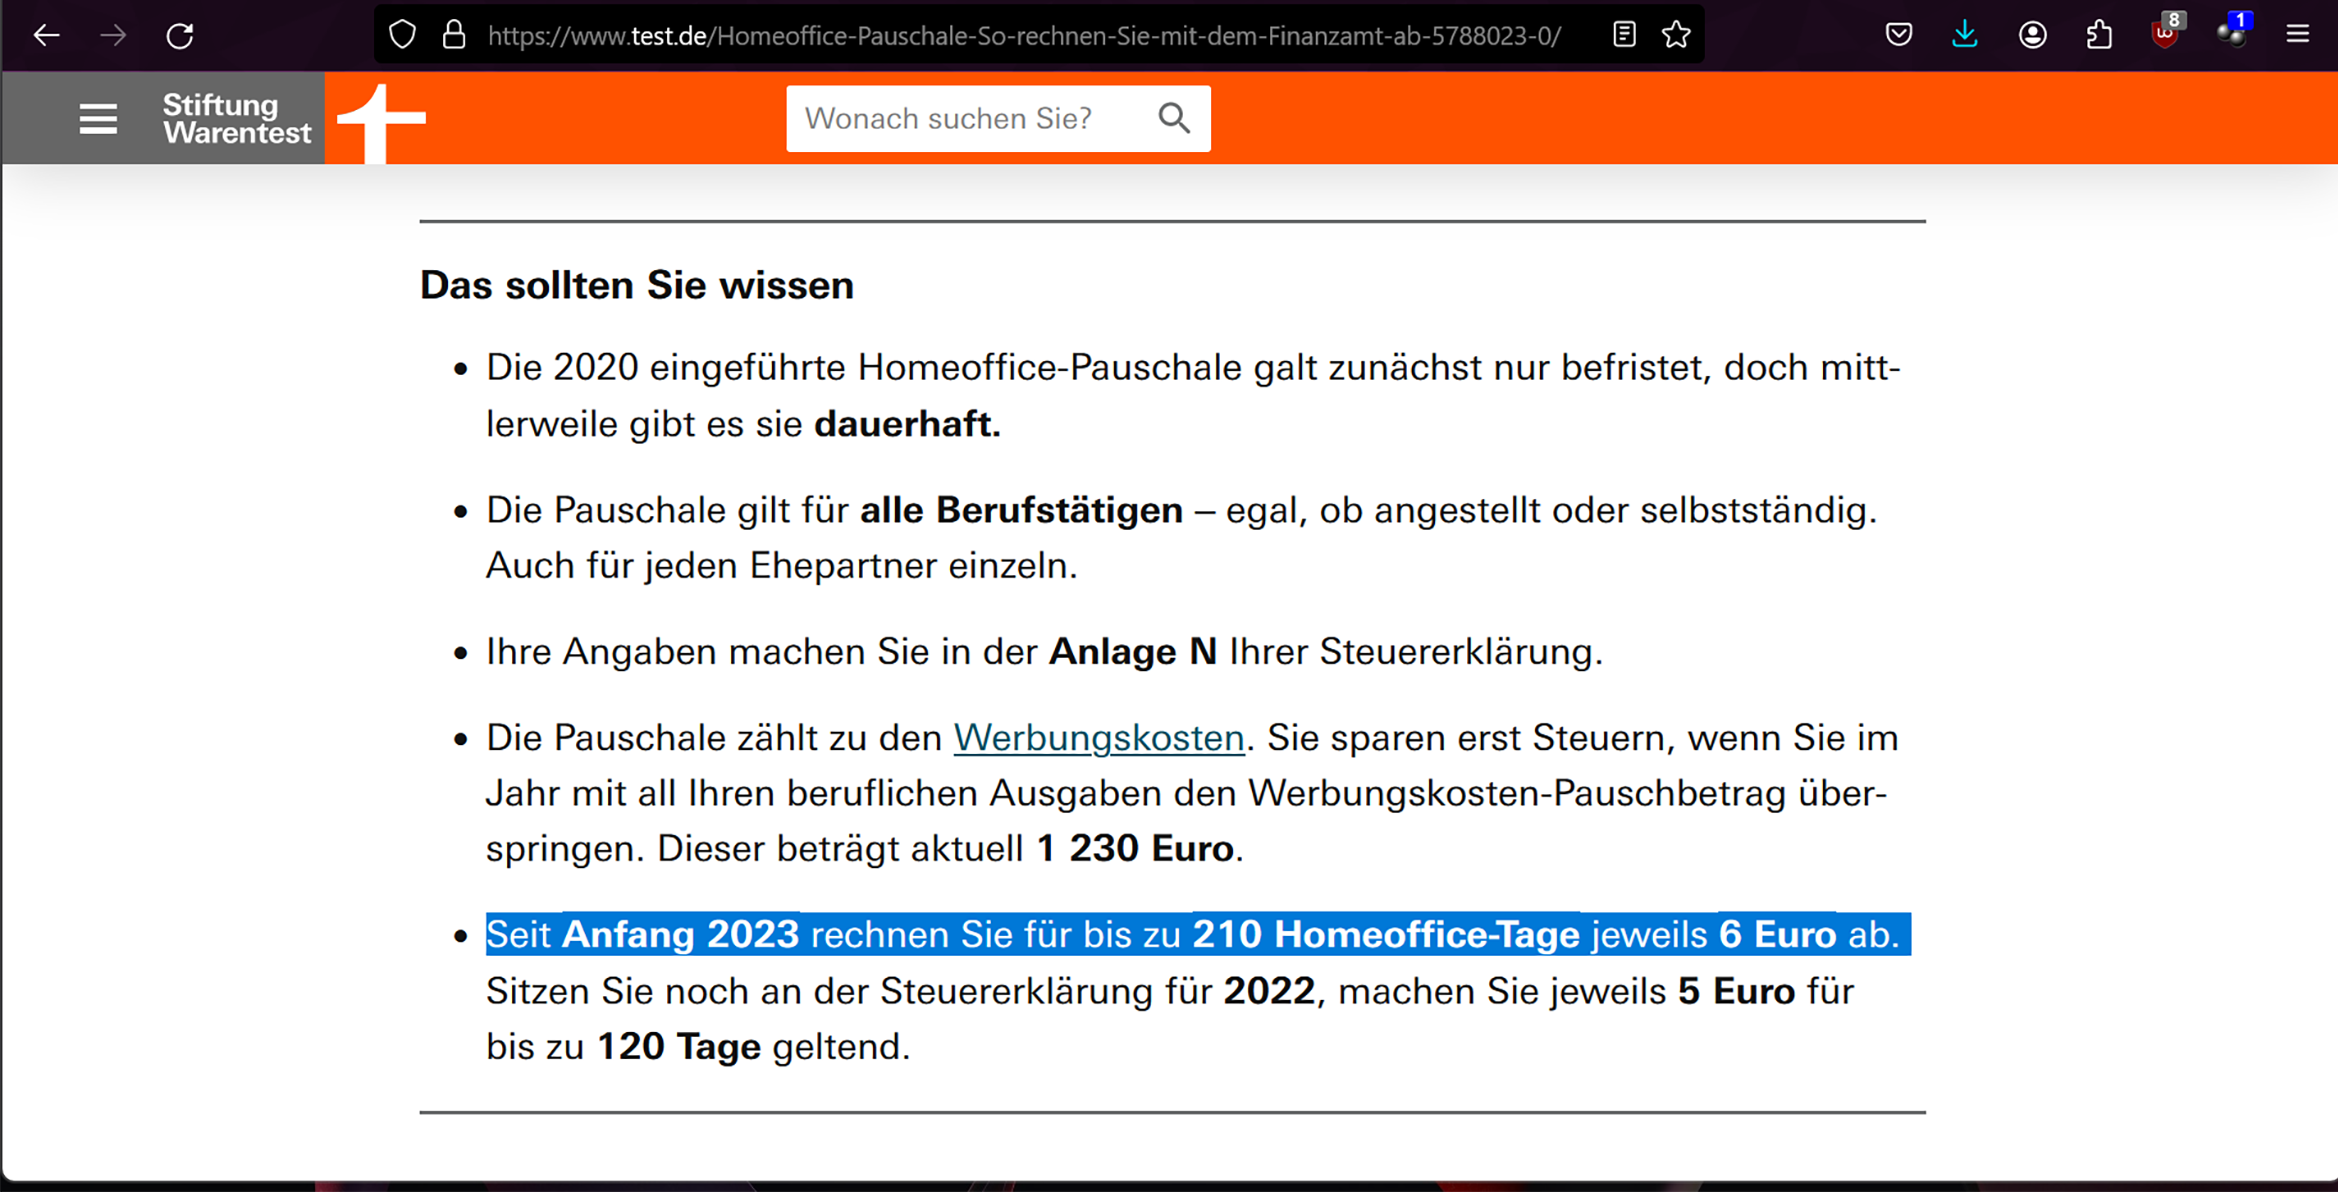 https://www.test.de/Homeoffice-Pauschale-So-rechnen-Sie-mit-dem-Finanzamt-ab-5788023-0/
8
1
Stiftung
Warentest
Wonach suchen Sie?
Das sollten Sie wissen
• Die 2020 eingeführte Homeoffice-Pauschale galt zunächst nur befristet, doch mitt-
lerweile gibt es sie dauerhaft.
• Die Pauschale gilt für alle Berufstätigen – egal, ob angestellt oder selbstständig.
Auch für jeden Ehepartner einzeln.
• Ihre Angaben machen Sie in der Anlage N Ihrer Steuererklärung.
• Die Pauschale zählt zu den Werbungskosten. Sie sparen erst Steuern, wenn Sie im
Jahr mit all Ihren beruflichen Ausgaben den Werbungskosten-Pauschbetrag über-
springen. Dieser beträgt aktuell 1 230 Euro.
• Seit Anfang 2023 rechnen Sie für bis zu 210 Homeoffice-Tage jeweils 6 Euro ab.
Sitzen Sie noch an der Steuererklärung für 2022, machen Sie jeweils 5 Euro für
bis zu 120 Tage geltend.